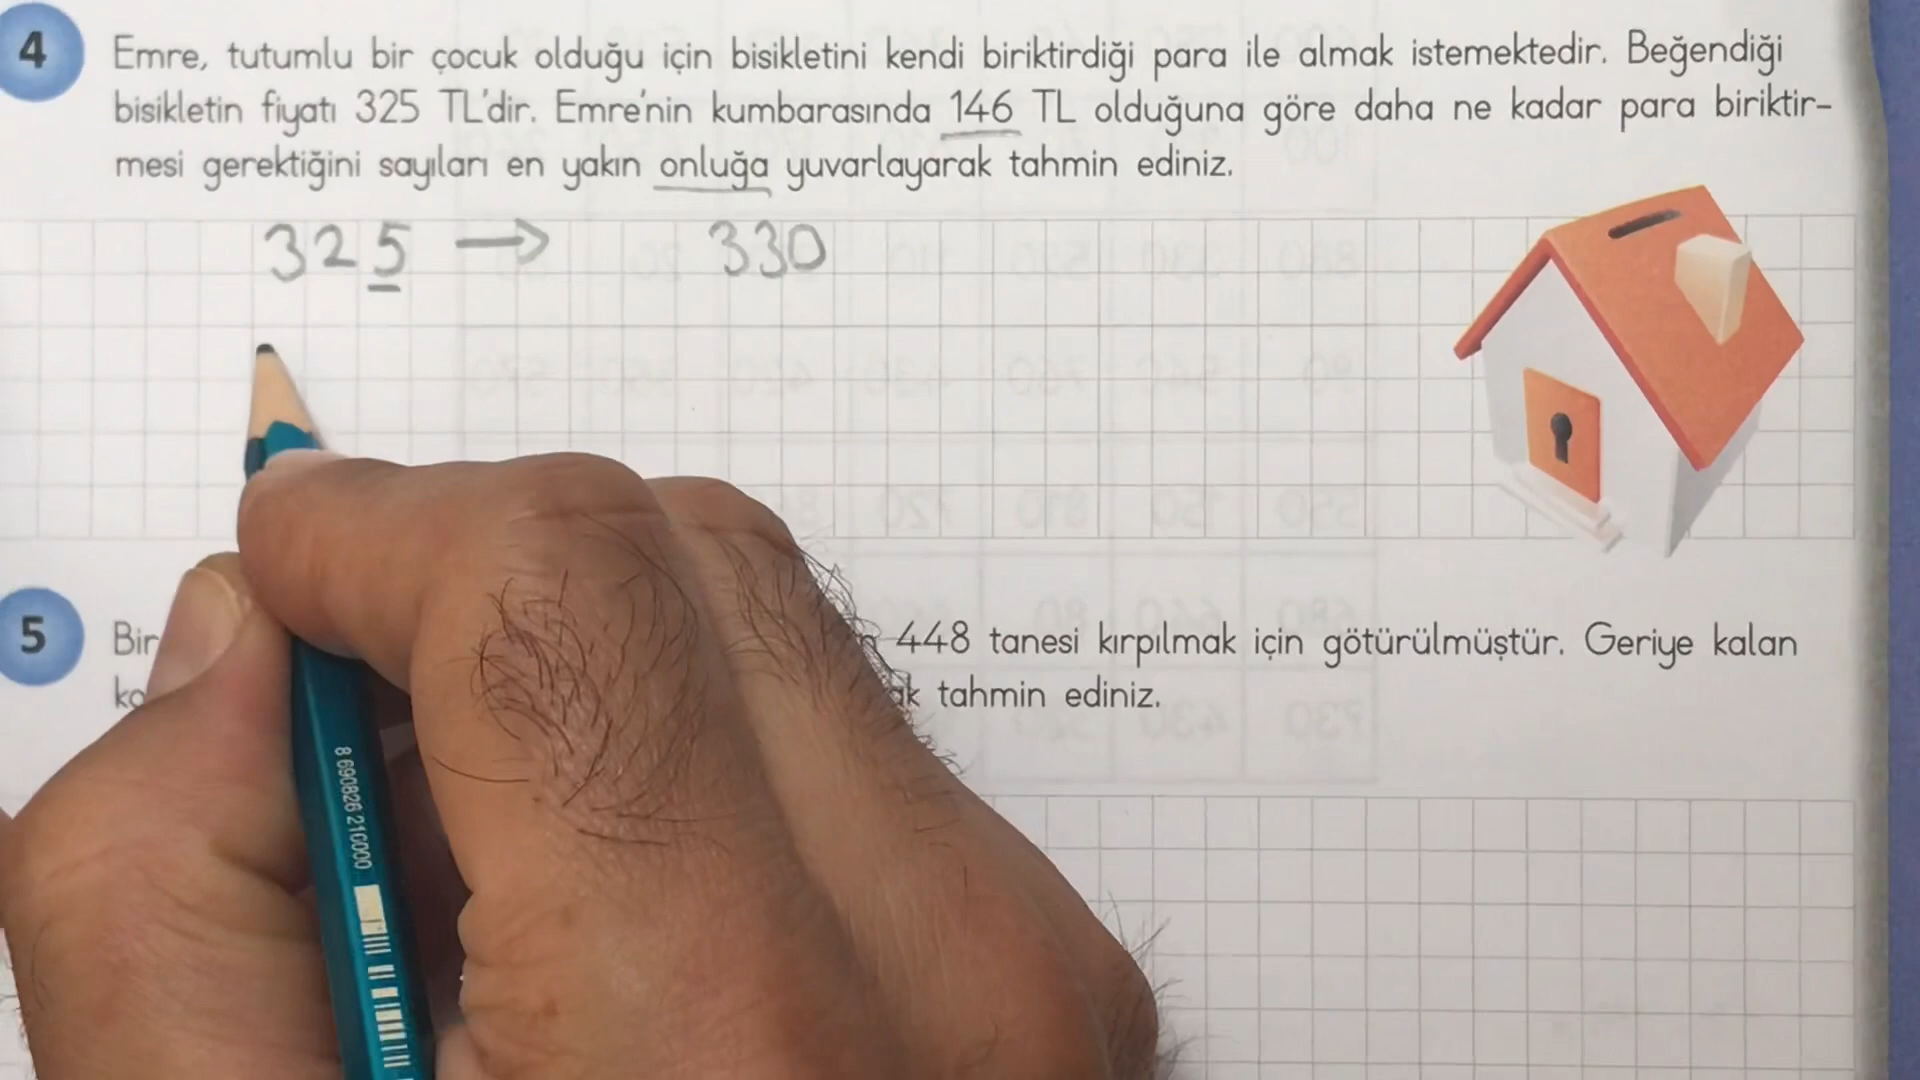 4
Emre, tutumlu bir çocuk olduğu için bisikletini kendi biriktirdiği para ile almak istemektedir. Beğendiği
bisikletin fiyatı 325 TL'dir. Emre'nin kumbarasında 146 TL olduğuna göre daha ne kadar para biriktir-
mesi gerektiğini sayıları en yakın onluğa yuvarlayarak tahmin ediniz.
325 → 330
5
Bir 448 tanesi kırpılmak için götürülmüştür. Geriye kalan
tahmin ediniz.
8 690826 210000